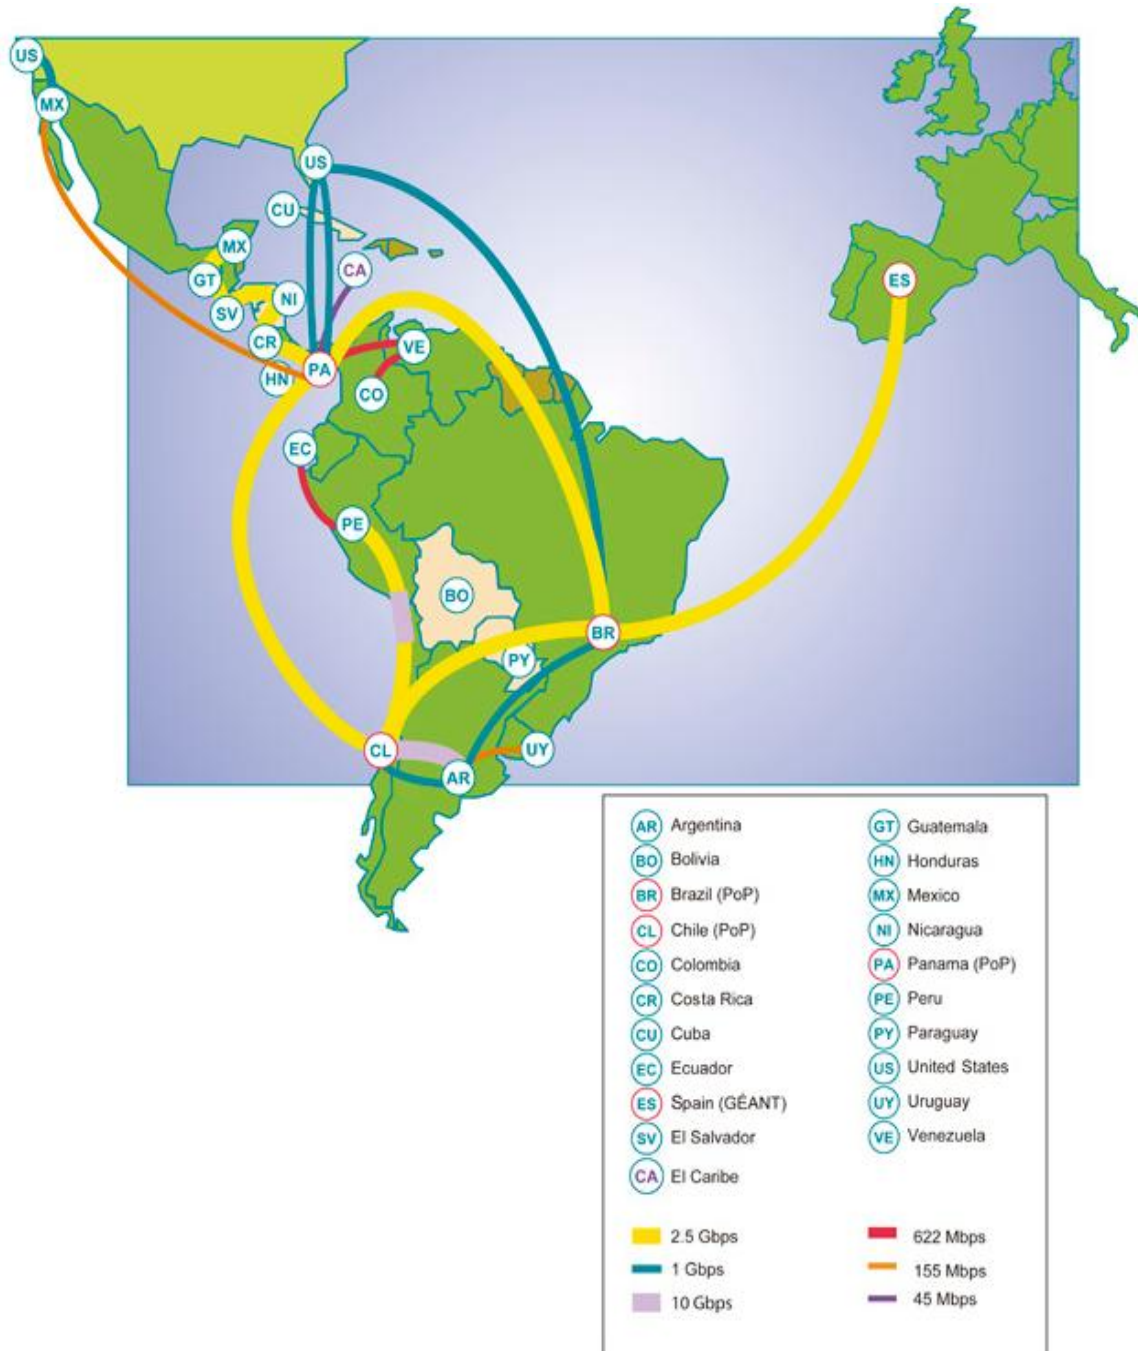 US
MX
US
CU
MX
CA
GT
NI
SV
CR
VE
PA
HN
CO
EC
PE
BO
BR
PY
CL
UY
AR
ES
AR Argentina
BO Bolivia
BR Brazil (PoP)
CL Chile (PoP)
CO Colombia
CR Costa Rica
CU Cuba
EC Ecuador
ES Spain (GÉANT)
SV El Salvador
CA El Caribe
GT Guatemala
HN Honduras
MX Mexico
NI Nicaragua
PA Panama (PoP)
PE Peru
PY Paraguay
US United States
UY Uruguay
VE Venezuela
2.5 Gbps
1 Gbps
10 Gbps
622 Mbps
155 Mbps
45 Mbps